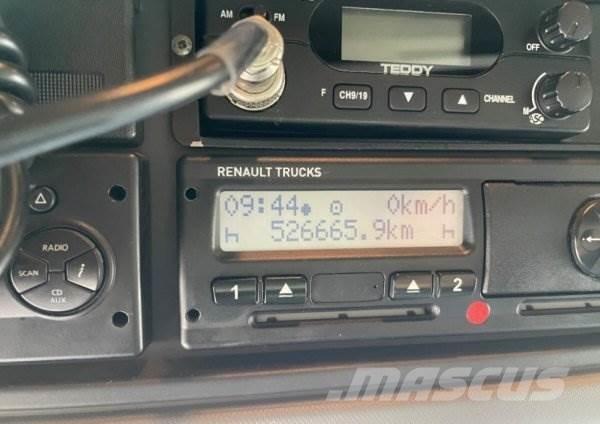 AM FM
OFF
TEDDY
F CH9/19 CHANNEL
M
ASC
RENAULT TRUCKS
09:44 0km/h
526665.9km
1 2
RADIO
SCAN i
CD
AUX
MASCUS